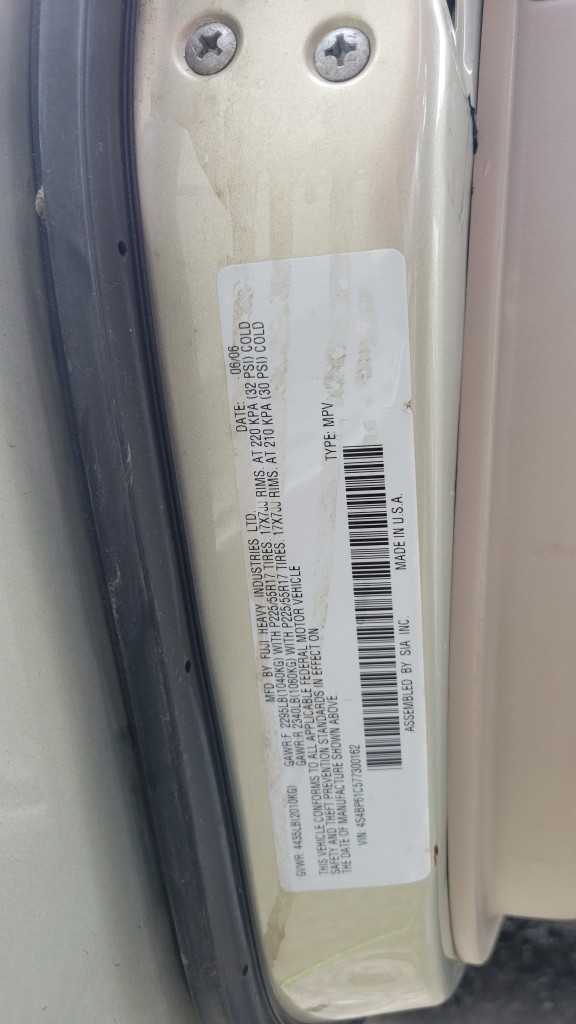 MFD. BY FUJI HEAVY INDUSTRIES LTD. DATE: 06/06
GVWR: 4435LB(2010KG) GAWR:F 2295LB(1040KG) WITH P225/55R17 TIRES. 17X7JJ RIMS. AT 220 KPA (32 PSI) COLD
GAWR:R 2340LB(1060KG) WITH P225/55R17 TIRES. 17X7JJ RIMS. AT 210 KPA (30 PSI) COLD
THIS VEHICLE CONFORMS TO ALL APPLICABLE FEDERAL MOTOR VEHICLE
SAFETY AND THEFT PREVENTION STANDARDS IN EFFECT ON
THE DATE OF MANUFACTURE SHOWN ABOVE.
VIN: 4S4BP61C577300162 TYPE: MPV
ASSEMBLED BY SIA INC. MADE IN U.S.A.